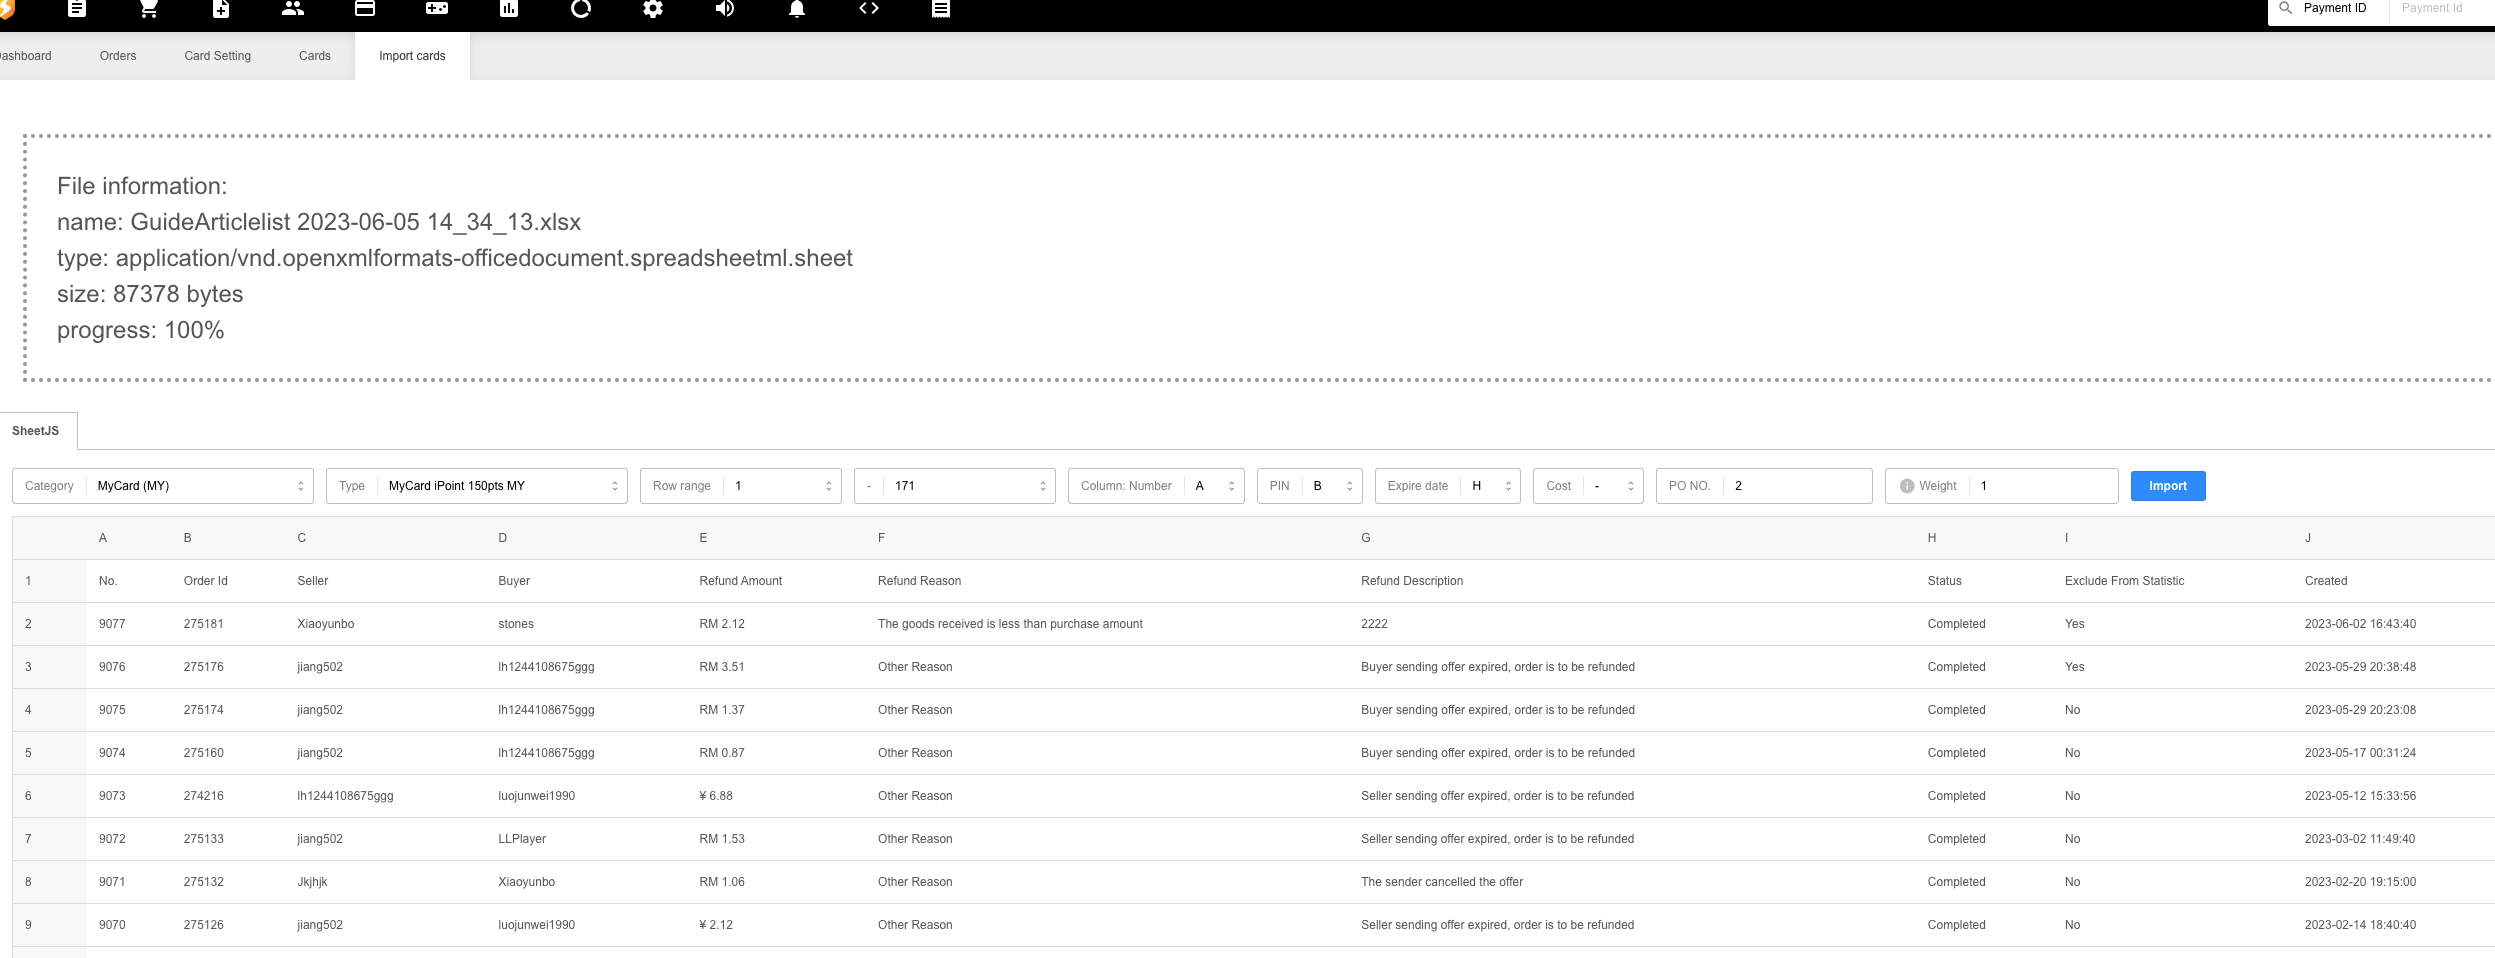 Payment ID Payment Id
ashboard Orders Card Setting Cards Import cards
File information:
name: GuideArticlelist 2023-06-05 14_34_13.xlsx
type: application/vnd.openxmlformats-officedocument.spreadsheetml.sheet
size: 87378 bytes
progress: 100%
SheetJS
Category MyCard (MY) Type MyCard iPoint 150pts MY Row range 1 - 171 Column: Number A PIN B Expire date H Cost - PO NO. 2 Weight 1 Import
A B C D E F G H I J
1 No. Order Id Seller Buyer Refund Amount Refund Reason Refund Description Status Exclude From Statistic Created
2 9077 275181 Xiaoyunbo stones RM 2.12 The goods received is less than purchase amount 2222 Completed Yes 2023-06-02 16:43:40
3 9076 275176 jiang502 lh1244108675ggg RM 3.51 Other Reason Buyer sending offer expired, order is to be refunded Completed Yes 2023-05-29 20:38:48
4 9075 275174 jiang502 lh1244108675ggg RM 1.37 Other Reason Buyer sending offer expired, order is to be refunded Completed No 2023-05-29 20:23:08
5 9074 275160 jiang502 lh1244108675ggg RM 0.87 Other Reason Buyer sending offer expired, order is to be refunded Completed No 2023-05-17 00:31:24
6 9073 274216 lh1244108675ggg luojunwei1990 ¥ 6.88 Other Reason Seller sending offer expired, order is to be refunded Completed No 2023-05-12 15:33:56
7 9072 275133 jiang502 LLPlayer RM 1.53 Other Reason Seller sending offer expired, order is to be refunded Completed No 2023-03-02 11:49:40
8 9071 275132 Jkjhjk Xiaoyunbo RM 1.06 Other Reason The sender cancelled the offer Completed No 2023-02-20 19:15:00
9 9070 275126 jiang502 luojunwei1990 ¥ 2.12 Other Reason Seller sending offer expired, order is to be refunded Completed No 2023-02-14 18:40:40